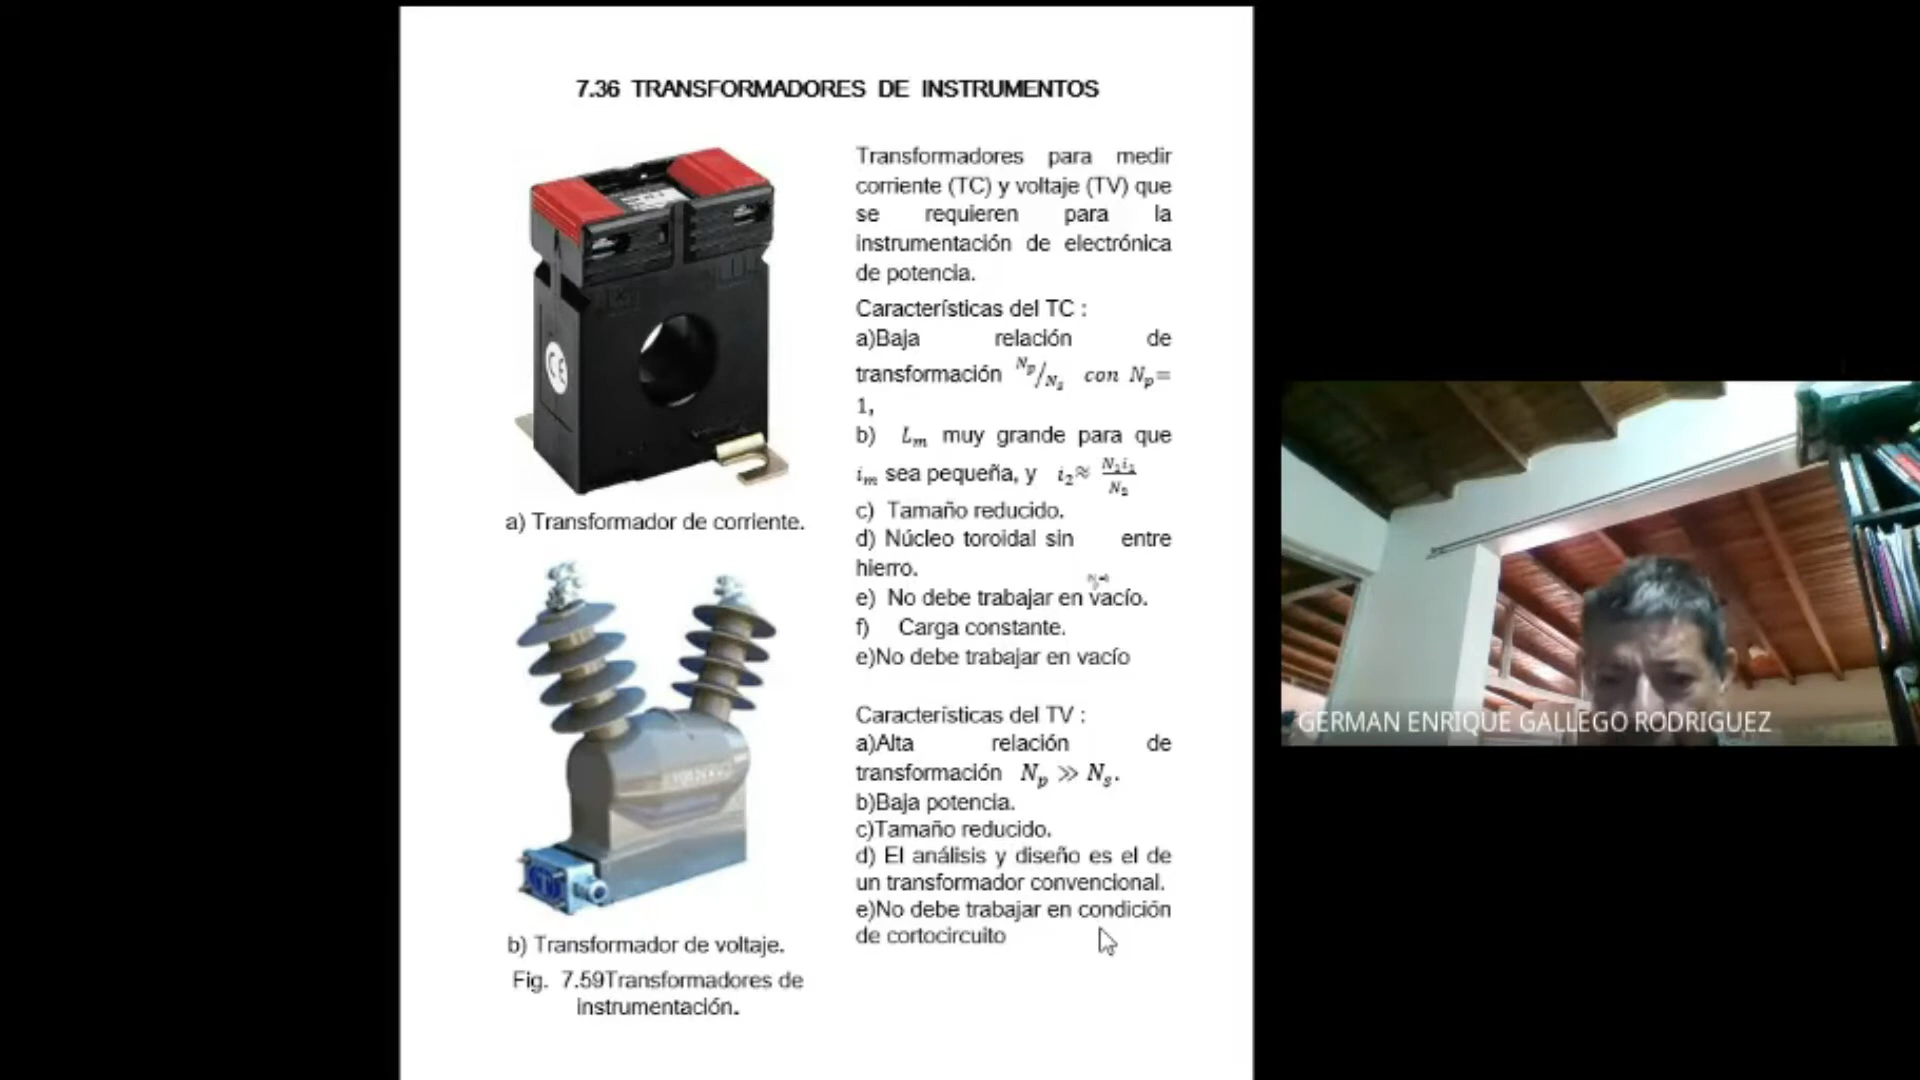 7.36 TRANSFORMADORES DE INSTRUMENTOS
CE
a) Transformador de corriente.
b) Transformador de voltaje.
Fig. 7.59Transformadores de
instrumentación.
Transformadores para medir
corriente (TC) y voltaje (TV) que
se requieren para la
instrumentación de electrónica
de potencia.
Características del TC :
a)Baja relación de
transformación Np/Ns con Np=
1,
b) Lm muy grande para que
im sea pequeña, y i2≈ N1i1/N2
c) Tamaño reducido.
d) Núcleo toroidal sin entre
hierro.
e) No debe trabajar en vacío.
f) Carga constante.
e)No debe trabajar en vacío
Características del TV :
a)Alta relación de
transformación Np >> Ns.
b)Baja potencia.
c)Tamaño reducido.
d) El análisis y diseño es el de
un transformador convencional.
e)No debe trabajar en condición
de cortocircuito
GERMAN ENRIQUE GALLEGO RODRIGUEZ